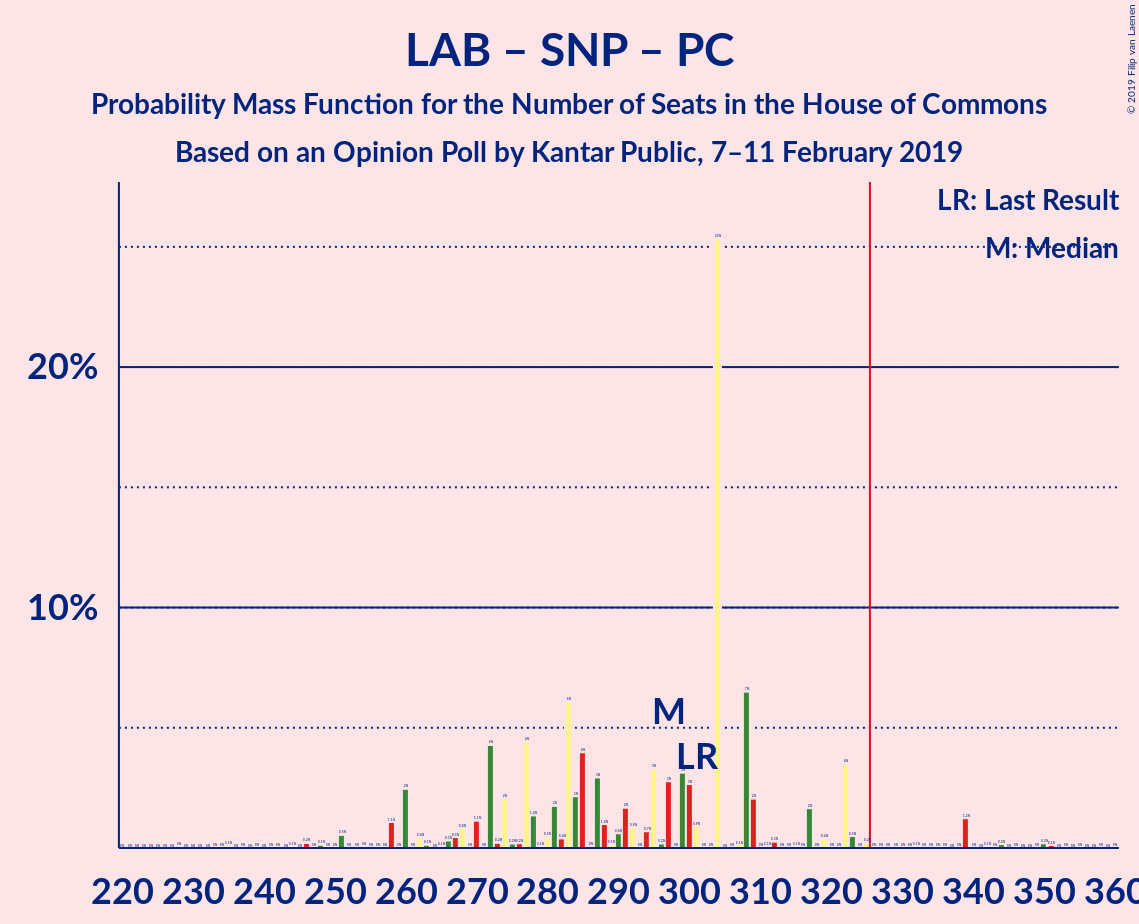 LAB – SNP – PC
Probability Mass Function for the Number of Seats in the House of Commons
Based on an Opinion Poll by Kantar Public, 7–11 February 2019
© 2019 Filip van Laenen
LR: Last Result
M: Median
20%
10%
M
LR
220 230 240 250 260 270 280 290 300 310 320 330 340 350 360